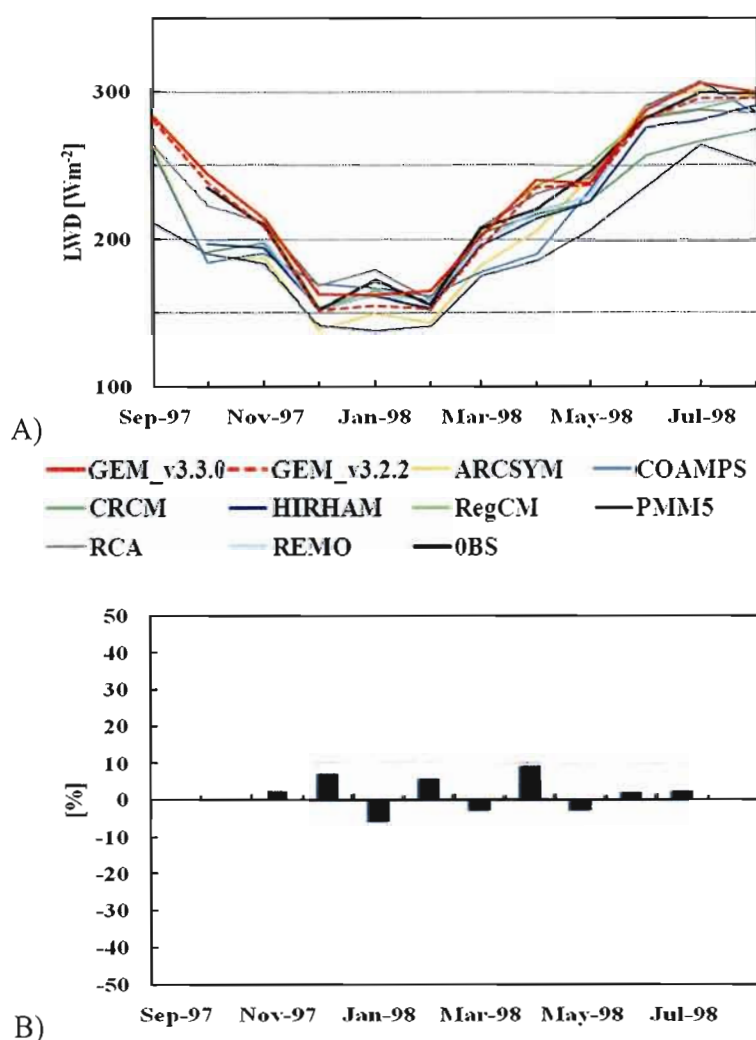 300
200
100
LWD [Wm-2]
Sep-97 Nov-97 Jan-98 Mar-98 May-98 Jul-98
A)
GEM_v3.3.0 GEM_v3.2.2 ARCSYM COAMPS
CRCM HIRHAM RegCM PMM5
RCA REMO 0BS
50
40
30
20
10
0
-10
-20
-30
-40
-50
[%]
Sep-97 Nov-97 Jan-98 Mar-98 May-98 Jul-98
B)